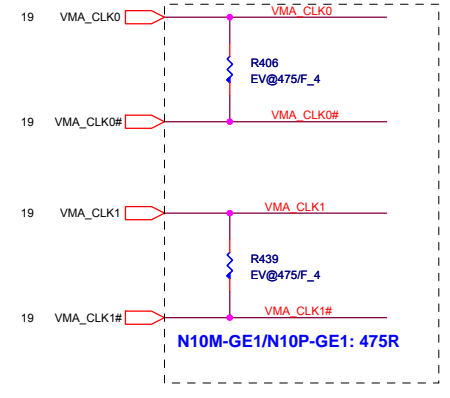 19 VMA_CLK0 VMA_CLK0
R406
EV@475/F_4
19 VMA_CLK0# VMA_CLK0#
19 VMA_CLK1 VMA_CLK1
R439
EV@475/F_4
19 VMA_CLK1# VMA_CLK1#
N10M-GE1/N10P-GE1: 475R